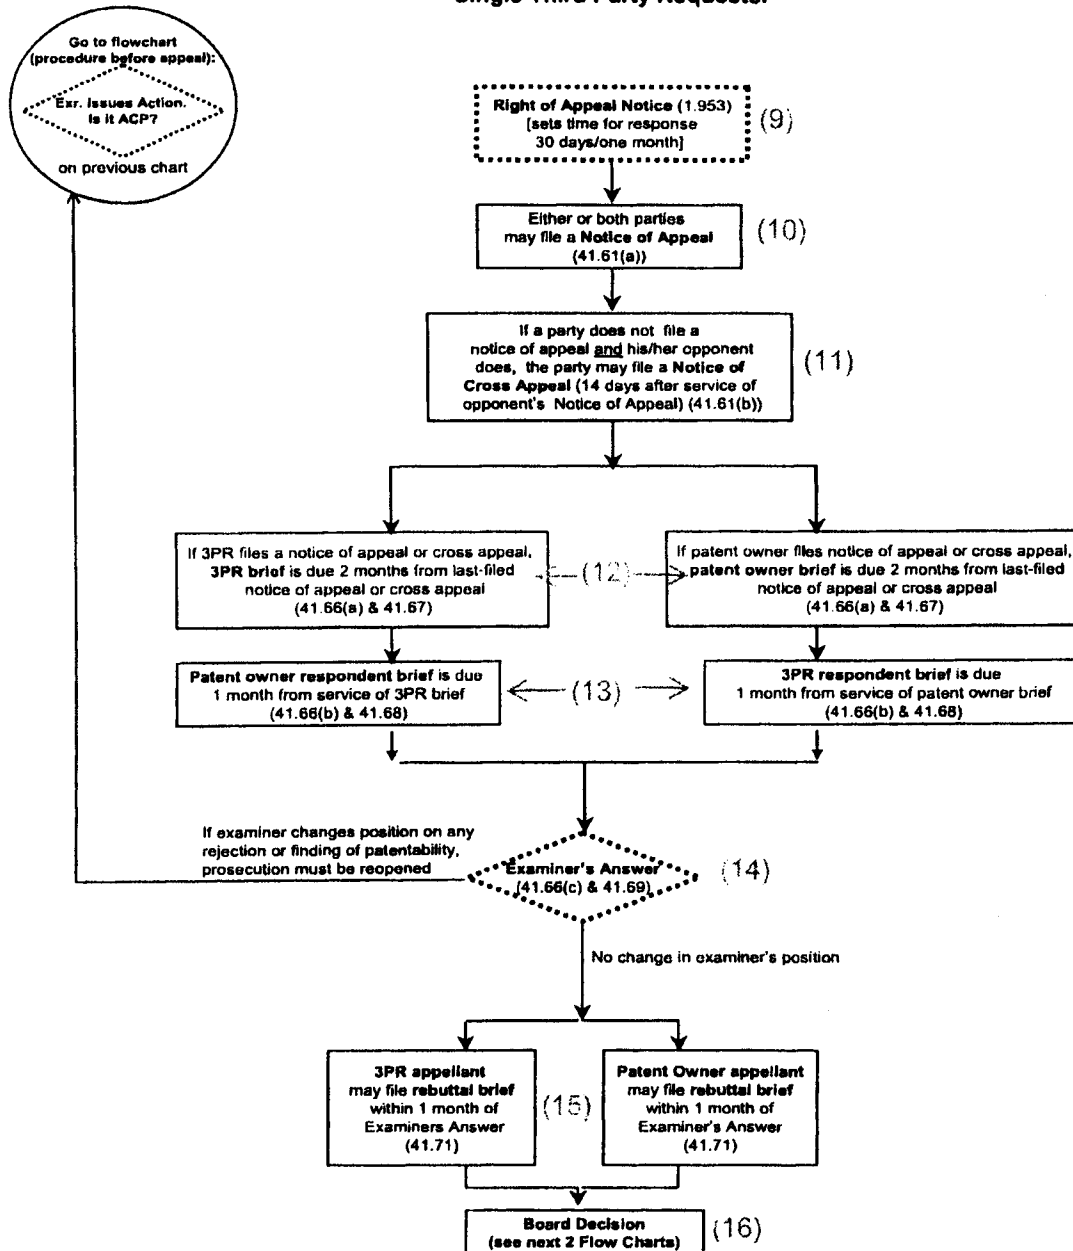 Single Third Party Requester
Go to flowchart
(procedure before appeal):
Exr. Issues Action.
Is it ACP?
on previous chart
Right of Appeal Notice (1.953)
[sets time for response
30 days/one month]
(9)
Either or both parties
may file a Notice of Appeal
(41.61(a))
(10)
If a party does not file a
notice of appeal and his/her opponent
does, the party may file a Notice of
Cross Appeal (14 days after service of
opponent's Notice of Appeal) (41.61(b))
(11)
If 3PR files a notice of appeal or cross appeal,
3PR brief is due 2 months from last-filed
notice of appeal or cross appeal
(41.66(a) & 41.67)
(12)
If patent owner files notice of appeal or cross appeal,
patent owner brief is due 2 months from last-filed
notice of appeal or cross appeal
(41.66(a) & 41.67)
Patent owner respondent brief is due
1 month from service of 3PR brief
(41.66(b) & 41.68)
(13)
3PR respondent brief is due
1 month from service of patent owner brief
(41.66(b) & 41.68)
If examiner changes position on any
rejection or finding of patentability,
prosecution must be reopened
Examiner's Answer
(41.66(c) & 41.69)
(14)
No change in examiner's position
3PR appellant
may file rebuttal brief
within 1 month of
Examiners Answer
(41.71)
(15)
Patent Owner appellant
may file rebuttal brief
within 1 month of
Examiner's Answer
(41.71)
Board Decision
(see next 2 Flow Charts)
(16)